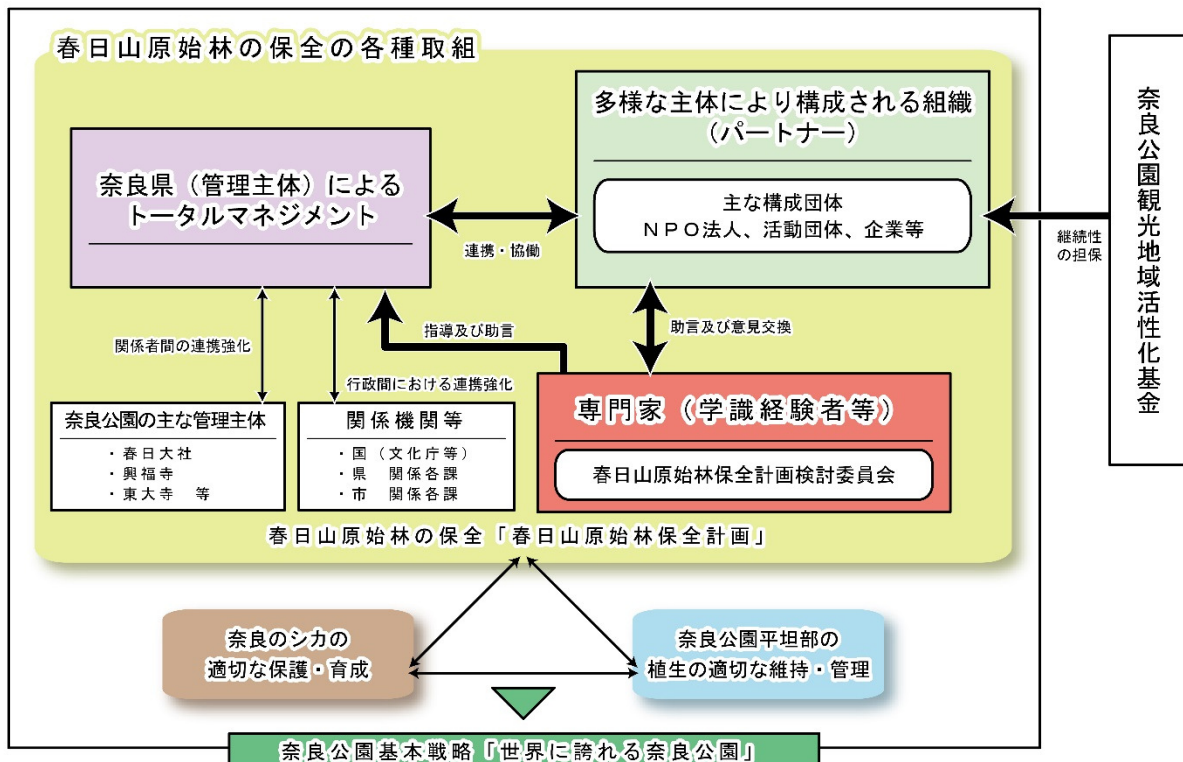 春日山原始林の保全の各種取組
多様な主体により構成される組織
(パートナー)
主な構成団体
NPO法人、活動団体、企業等
奈良県(管理主体)による
トータルマネジメント
連携・協働
継続性
の担保
奈良公園観光地域活性化基金
関係者間の連携強化
行政間における連携強化
指導及び助言
助言及び意見交換
奈良公園の主な管理主体
・春日大社
・興福寺
・東大寺 等
関係機関等
・国(文化庁等)
・県 関係各課
・市 関係各課
専門家(学識経験者等)
春日山原始林保全計画検討委員会
春日山原始林の保全「春日山原始林保全計画」
奈良のシカの
適切な保護・育成
奈良公園平坦部の
植生の適切な維持・管理
奈良公園基本戦略「世界に誇れる奈良公園」